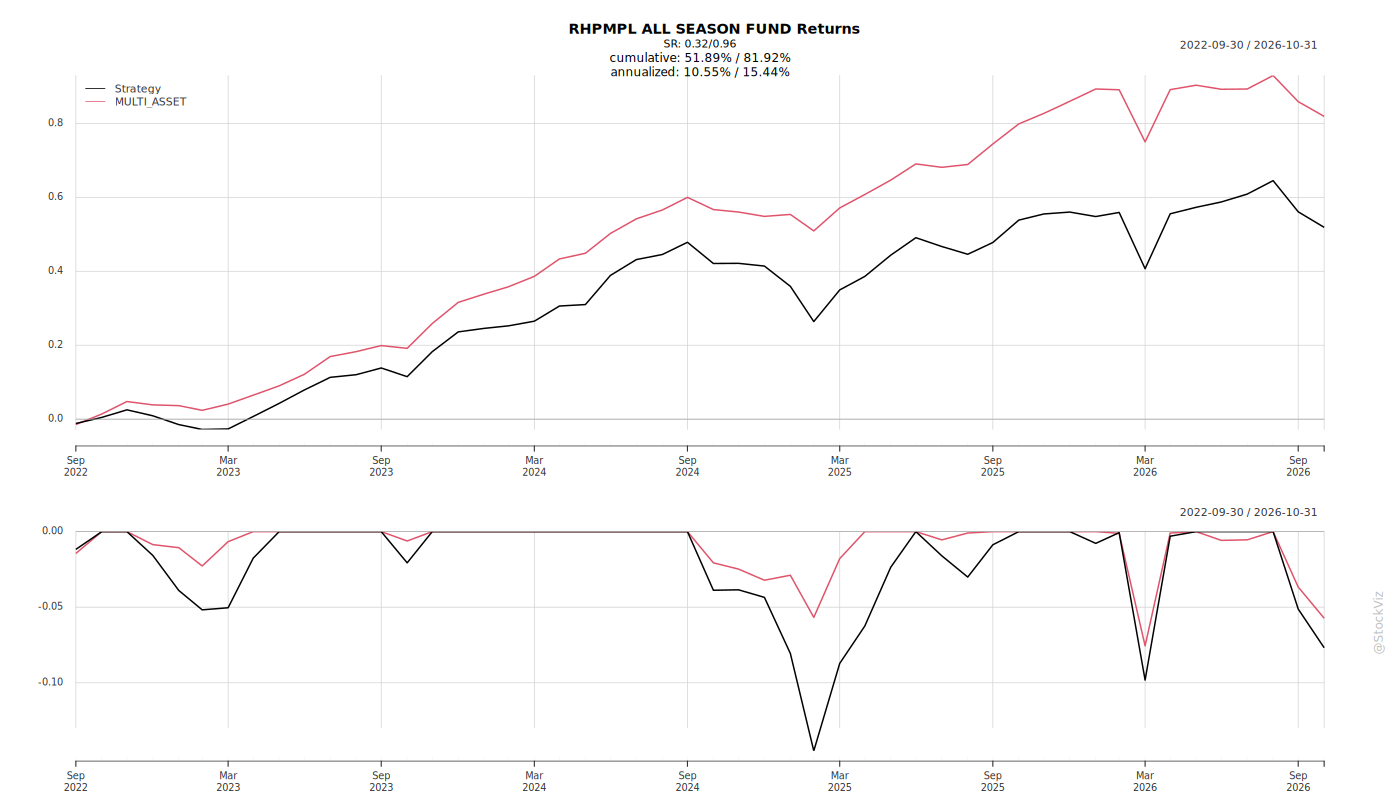 RHPMPL ALL SEASON FUND Returns
SR: 0.32/0.96
cumulative: 51.89% / 81.92%
annualized: 10.55% / 15.44%
2022-09-30 / 2026-10-31
Strategy
MULTI_ASSET
0.8
0.6
0.4
0.2
0.0
Sep Mar Sep Mar Sep Mar Sep Mar Sep
2022 2023 2023 2024 2024 2025 2025 2026 2026
2022-09-30 / 2026-10-31
0.00
-0.05
-0.10
Sep Mar Sep Mar Sep Mar Sep Mar Sep
2022 2023 2023 2024 2024 2025 2025 2026 2026
@StockViz